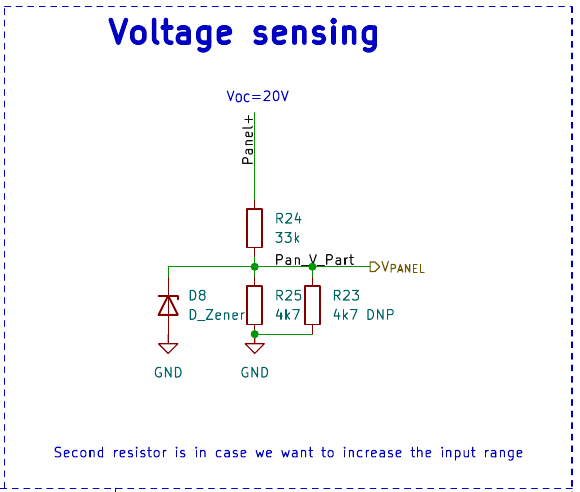 Voltage sensing
Voc=20V
Panel+
R24
33k
Pan_V_Part
VPANEL
D8
D_Zener
R25
4k7
R23
4k7 DNP
GND
GND
Second resistor is in case we want to increase the input range